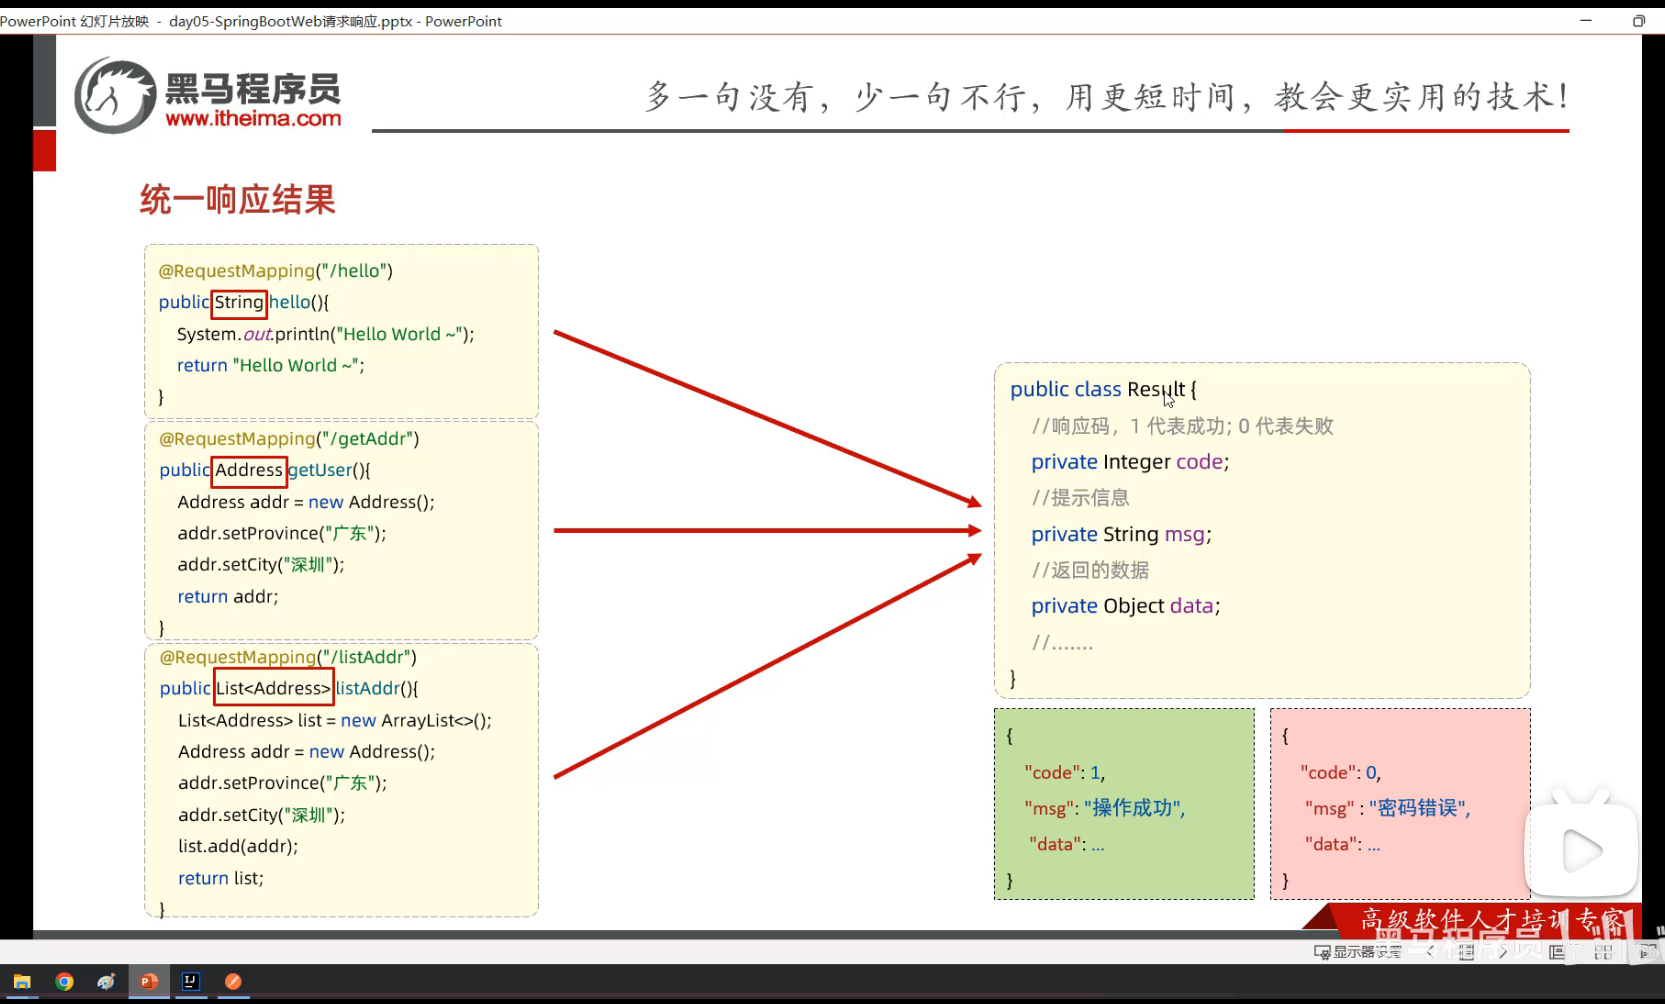 PowerPoint 幻灯片放映 - day05-SpringBootWeb请求响应.pptx - PowerPoint
黑马程序员
www.itheima.com
多一句没有，少一句不行，用更短时间，教会更实用的技术！
统一响应结果
@RequestMapping("/hello")
public String hello(){
System.out.println("Hello World ~");
return "Hello World ~";
}
@RequestMapping("/getAddr")
public Address getUser(){
Address addr = new Address();
addr.setProvince("广东");
addr.setCity("深圳");
return addr;
}
@RequestMapping("/listAddr")
public List<Address> listAddr(){
List<Address> list = new ArrayList<>();
Address addr = new Address();
addr.setProvince("广东");
addr.setCity("深圳");
list.add(addr);
return list;
}
public class Result {
//响应码，1 代表成功; 0 代表失败
private Integer code;
//提示信息
private String msg;
//返回的数据
private Object data;
//.......
}
{
"code": 1,
"msg": "操作成功",
"data": ...
}
{
"code": 0,
"msg" : "密码错误",
"data": ...
}
高级软件人才培训专家
黑马程序员
显示器设置